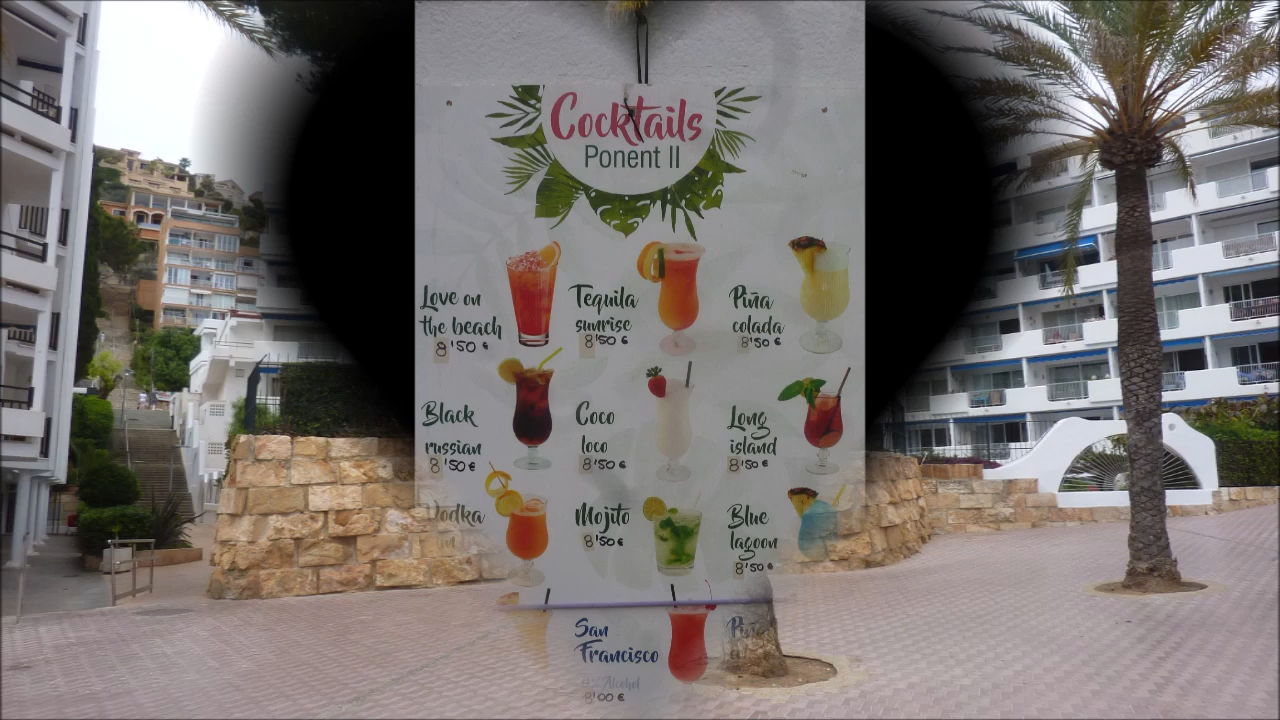 Cocktails
Ponent II
Love on
the beach
8'50 €
Tequila
sunrise
8'50 €
Piña
colada
8'50 €
Black
russian
8'50 €
Coco
loco
8'50 €
Long
island
8'50 €
Vodka
Mojito
8'50 €
Blue
lagoon
8'50 €
San
Francisco
Alcohol
8'00 €